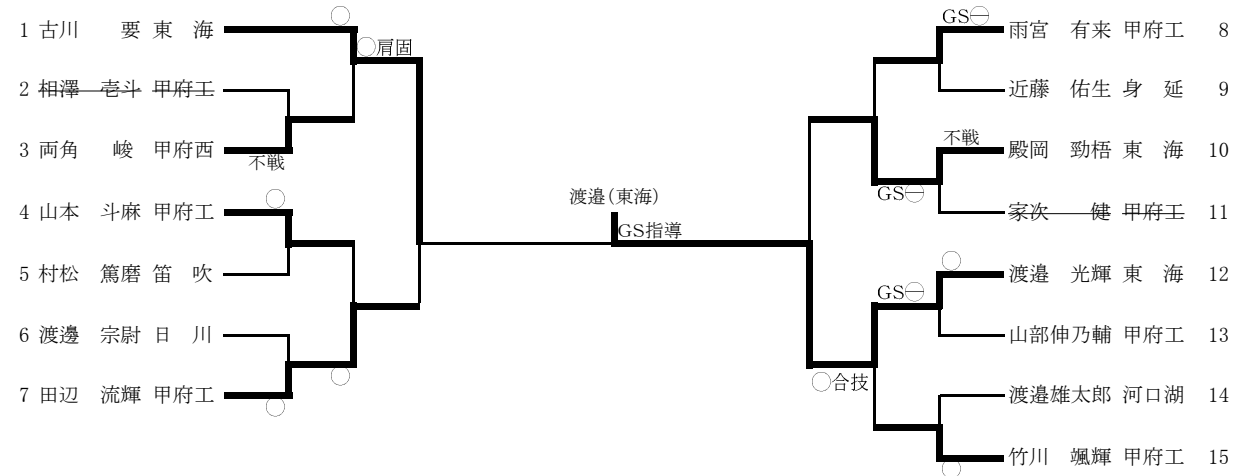 1 古川　要 東　海
○
○肩固
2 相澤　壱斗 甲府工
3 両角　峻 甲府西
不戦
4 山本　斗麻 甲府工
○
5 村松　篤磨 笛　吹
6 渡邊　宗尉 日　川
7 田辺　流輝 甲府工
○
○
渡邉(東海)
GS指導
GS㊀
雨宮　有来 甲府工 8
近藤　佑生 身　延 9
不戦
殿岡　勁梧 東　海 10
GS㊀
家次　健 甲府工 11
○
渡邉　光輝 東　海 12
GS㊀
山部伸乃輔 甲府工 13
○合技
渡邉雄太郎 河口湖 14
竹川　颯輝 甲府工 15
○